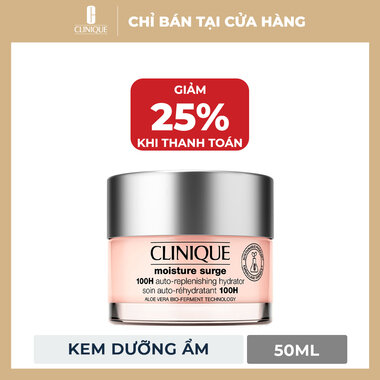 CLINIQUE
CHỈ BÁN TẠI CỬA HÀNG
GIẢM
25%
KHI THANH TOÁN
CLINIQUE
moisture surge
100H auto-replenishing hydrator
soin auto-réhydratant 100H
ALOE VERA BIO-FERMENT TECHNOLOGY
KEM DƯỠNG ẨM
50ML